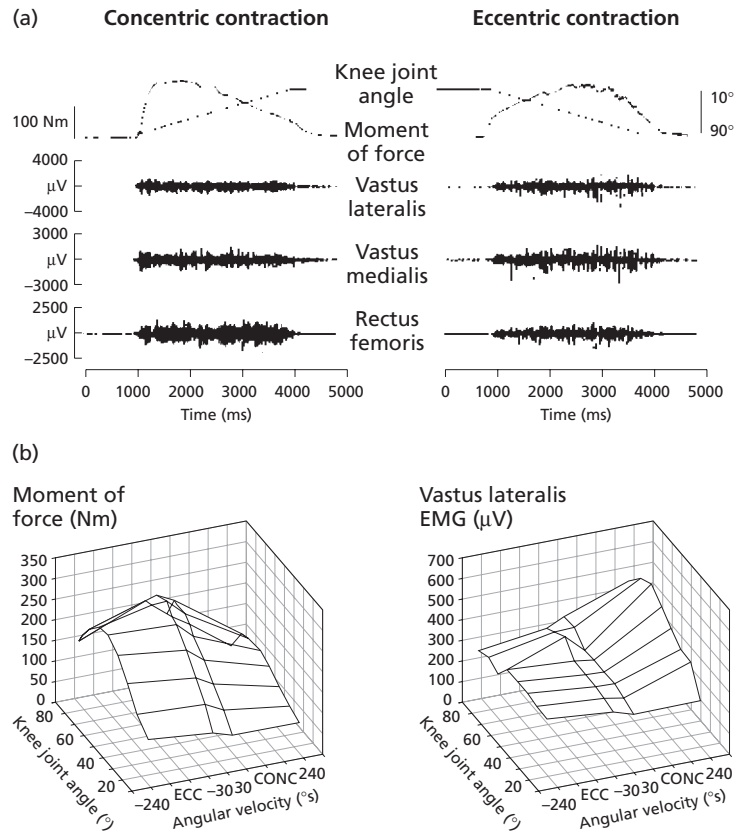 (a) Concentric contraction Eccentric contraction
Knee joint
angle
100 Nm
10°
Moment
of force
90°
4000
µV
−4000
Vastus
lateralis
3000
µV
−3000
Vastus
medialis
2500
µV
−2500
Rectus
femoris
0 1000 2000 3000 4000 5000
Time (ms)
0 1000 2000 3000 4000 5000
Time (ms)
(b)
Moment of
force (Nm)
350
300
250
200
150
100
50
0
80
60
40
20
Knee joint angle (°)
−240 ECC −30 30 CONC 240
Angular velocity (°s)
Vastus lateralis
EMG (µV)
700
600
500
400
300
200
100
0
80
60
40
20
Knee joint angle (°)
−240 ECC −30 30 CONC 240
Angular velocity (°s)